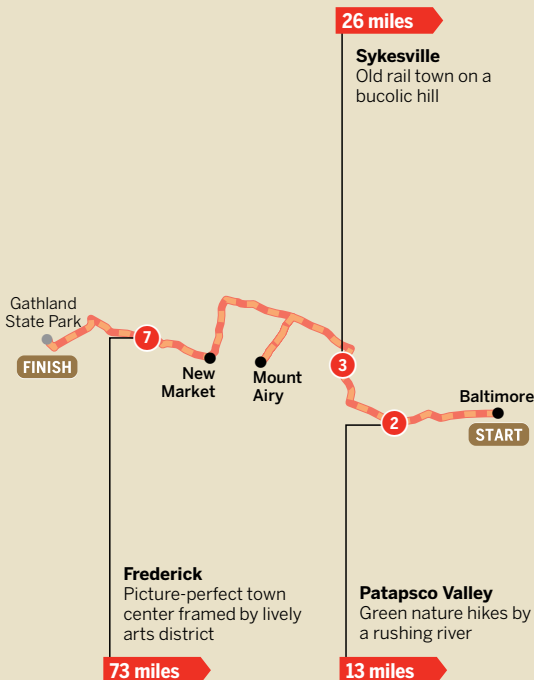 26 miles
Sykesville
Old rail town on a
bucolic hill
Gathland
State Park
FINISH
7
New
Market
Mount
Airy
3
2
Baltimore
START
Frederick
Picture-perfect town
center framed by lively
arts district
73 miles
Patapsco Valley
Green nature hikes by
a rushing river
13 miles